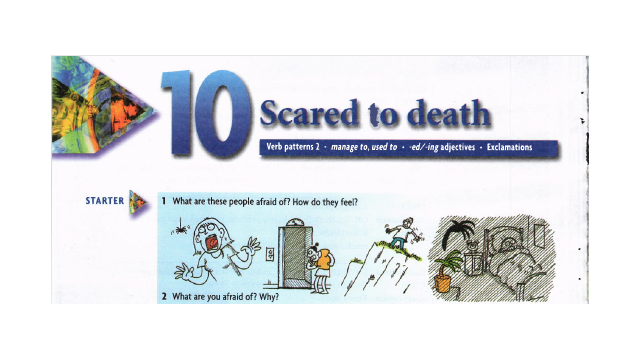 10
Scared to death
Verb patterns 2 • manage to, used to • -ed/-ing adjectives • Exclamations
STARTER
1 What are these people afraid of? How do they feel?
2 What are you afraid of? Why?